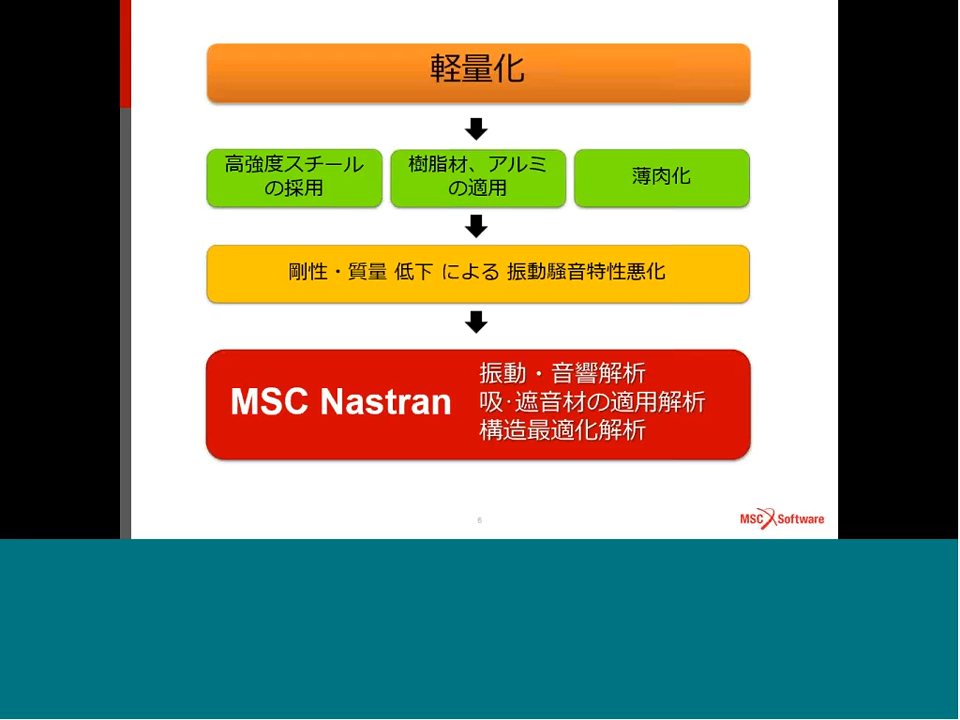 軽量化
高強度スチール
の採用
樹脂材、アルミ
の適用
薄肉化
剛性・質量 低下 による 振動騒音特性悪化
MSC Nastran
振動・音響解析
吸･遮音材の適用解析
構造最適化解析
6
MSC Software